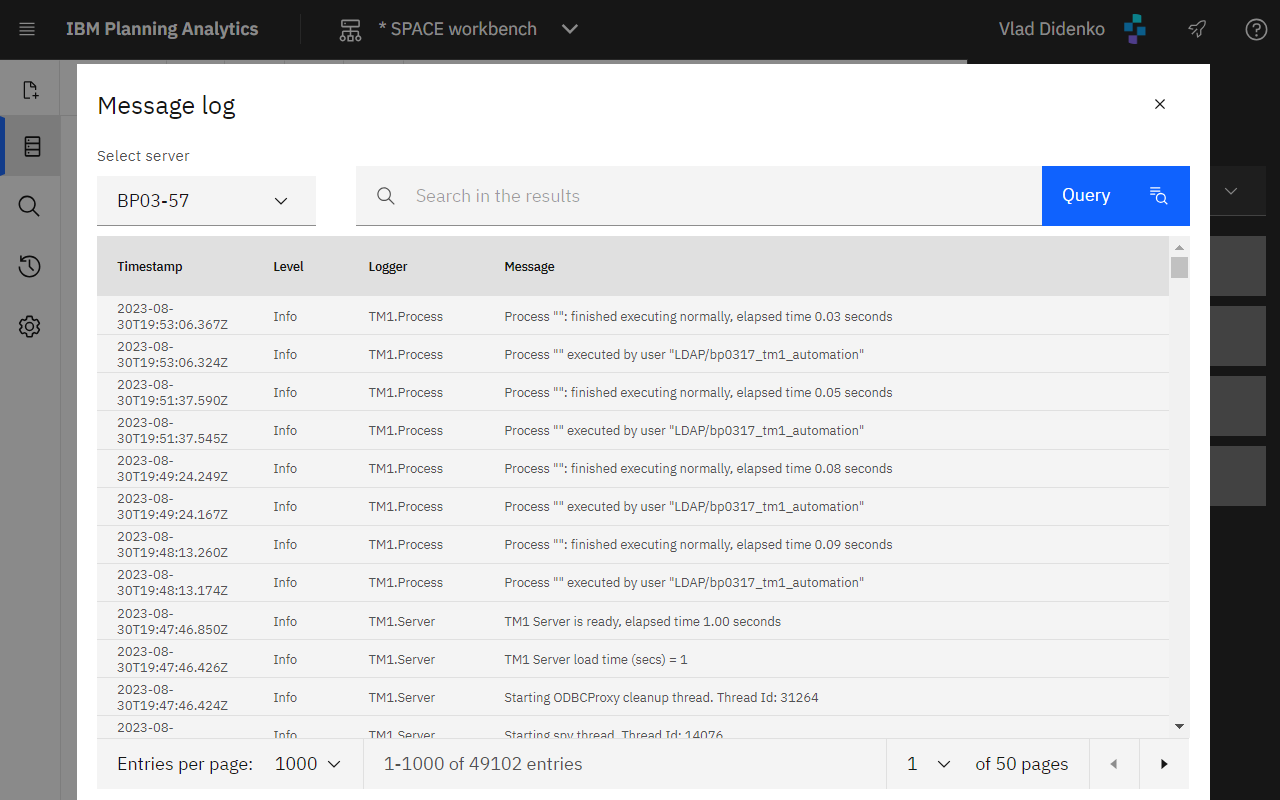 IBM Planning Analytics
* SPACE workbench
Vlad Didenko
Message log
Select server
BP03-57
Search in the results
Query
Timestamp Level Logger Message
2023-08-
30T19:53:06.367Z Info TM1.Process Process "": finished executing normally, elapsed time 0.03 seconds
2023-08-
30T19:53:06.324Z Info TM1.Process Process "" executed by user "LDAP/bp0317_tm1_automation"
2023-08-
30T19:51:37.590Z Info TM1.Process Process "": finished executing normally, elapsed time 0.05 seconds
2023-08-
30T19:51:37.545Z Info TM1.Process Process "" executed by user "LDAP/bp0317_tm1_automation"
2023-08-
30T19:49:24.249Z Info TM1.Process Process "": finished executing normally, elapsed time 0.08 seconds
2023-08-
30T19:49:24.167Z Info TM1.Process Process "" executed by user "LDAP/bp0317_tm1_automation"
2023-08-
30T19:48:13.260Z Info TM1.Process Process "": finished executing normally, elapsed time 0.09 seconds
2023-08-
30T19:48:13.174Z Info TM1.Process Process "" executed by user "LDAP/bp0317_tm1_automation"
2023-08-
30T19:47:46.850Z Info TM1.Server TM1 Server is ready, elapsed time 1.00 seconds
2023-08-
30T19:47:46.426Z Info TM1.Server TM1 Server load time (secs) = 1
2023-08-
30T19:47:46.424Z Info TM1.Server Starting ODBCProxy cleanup thread. Thread Id: 31264
2023-08-
Info TM1.Server Starting spy thread. Thread Id: 14076
Entries per page: 1000
1-1000 of 49102 entries
1 of 50 pages